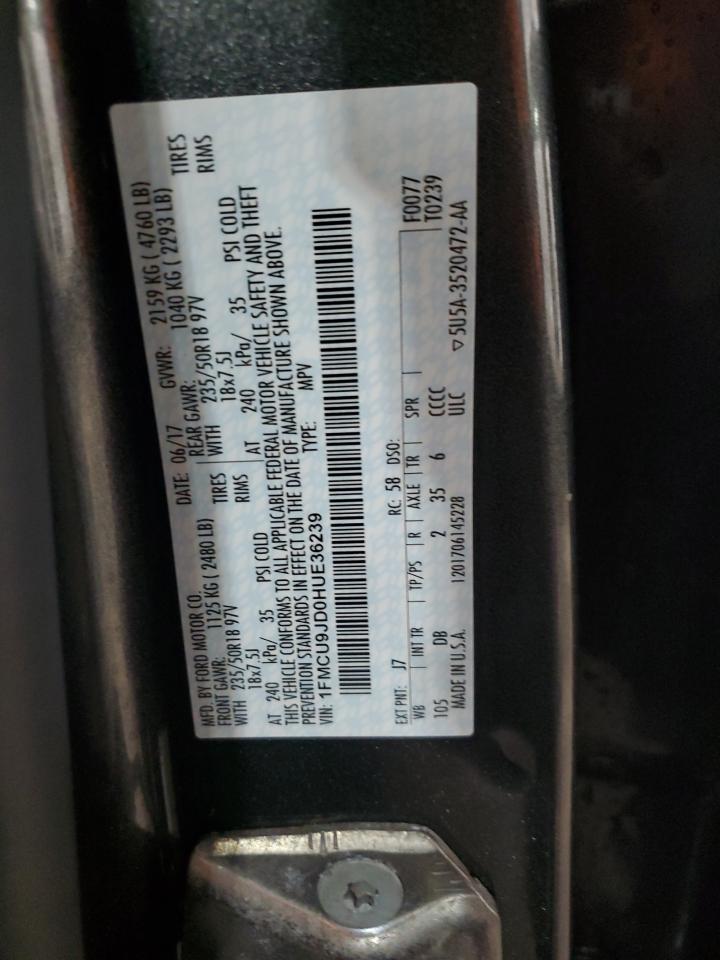 MFD. BY FORD MOTOR CO. DATE: 06/17 GVWR: 2159 KG ( 4760 LB)
FRONT GAWR: 1125 KG ( 2480 LB) REAR GAWR: 1040 KG ( 2293 LB)
WITH 235/50R18 97V TIRES WITH 235/50R18 97V TIRES
18x7.5J RIMS 18x7.5J RIMS
AT 240 kPa/ 35 PSI COLD AT 240 kPa/ 35 PSI COLD
THIS VEHICLE CONFORMS TO ALL APPLICABLE FEDERAL MOTOR VEHICLE SAFETY AND THEFT
PREVENTION STANDARDS IN EFFECT ON THE DATE OF MANUFACTURE SHOWN ABOVE.
VIN: 1FMCU9JD0HUE36239 TYPE: MPV
EXT PNT: 17 RC: 58 DSO: F0077
WB INT TR TP/PS R AXLE TR SPR T0239
105 DB 2 35 6 CCCC
MADE IN U.S.A. 1201706145228 ULC ▽5U5A-3520472-AA